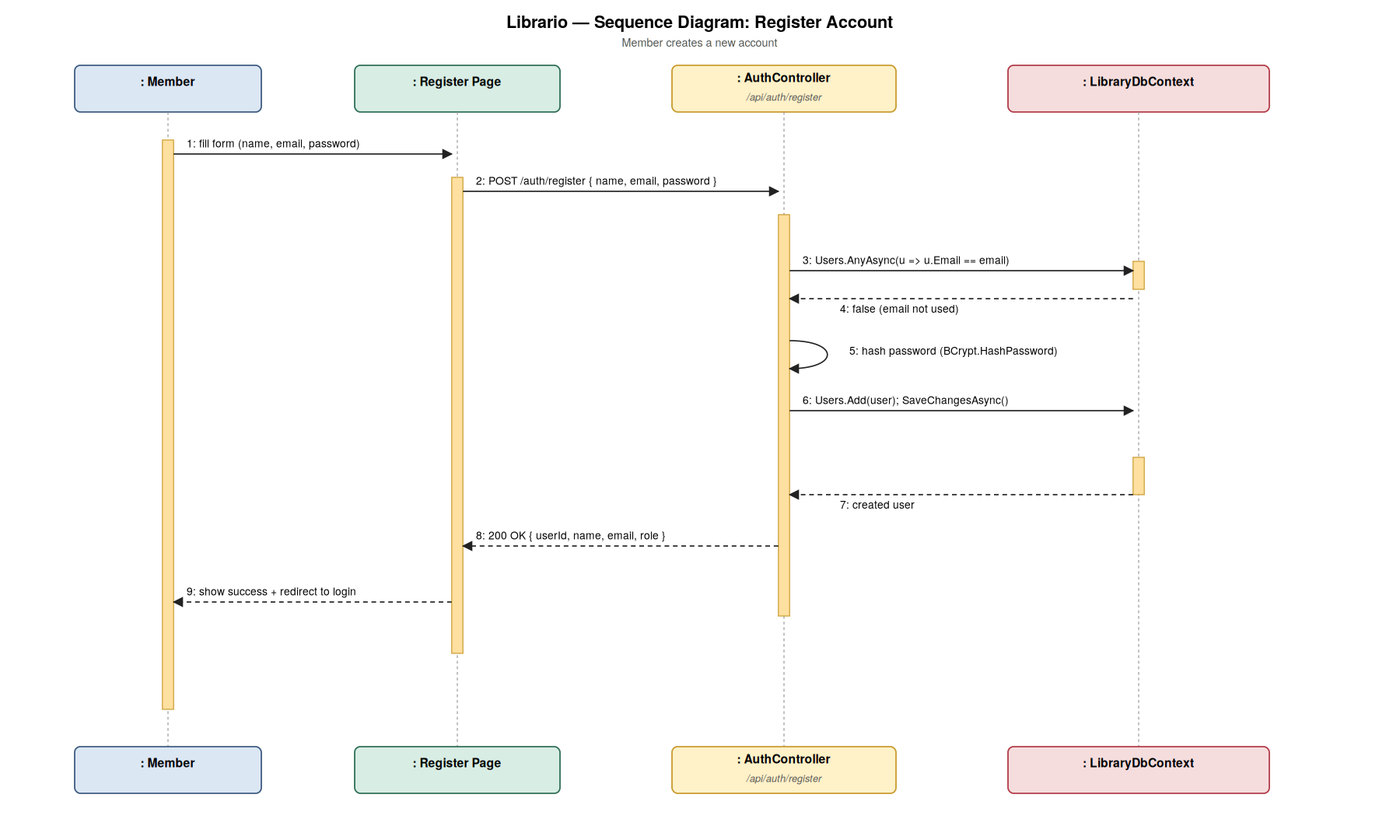 Librario — Sequence Diagram: Register Account
Member creates a new account
: Member
: Register Page
: AuthController
/api/auth/register
: LibraryDbContext
1: fill form (name, email, password)
2: POST /auth/register { name, email, password }
3: Users.AnyAsync(u => u.Email == email)
4: false (email not used)
5: hash password (BCrypt.HashPassword)
6: Users.Add(user); SaveChangesAsync()
7: created user
8: 200 OK { userId, name, email, role }
9: show success + redirect to login
: Member
: Register Page
: AuthController
/api/auth/register
: LibraryDbContext